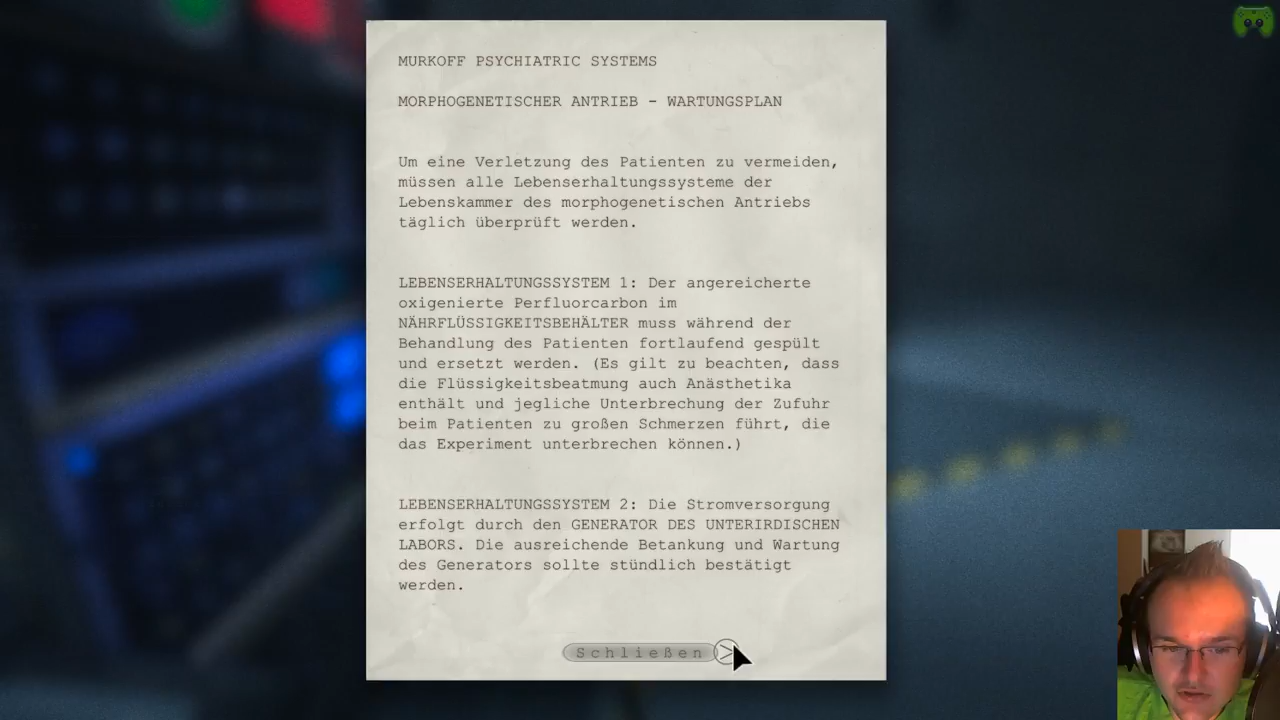 MURKOFF PSYCHIATRIC SYSTEMS
MORPHOGENETISCHER ANTRIEB - WARTUNGSPLAN
Um eine Verletzung des Patienten zu vermeiden,
müssen alle Lebenserhaltungssysteme der
Lebenskammer des morphogenetischen Antriebs
täglich überprüft werden.
LEBENSERHALTUNGSSYSTEM 1: Der angereicherte
oxigenierte Perfluorcarbon im
NÄHRFLÜSSIGKEITSBEHÄLTER muss während der
Behandlung des Patienten fortlaufend gespült
und ersetzt werden. (Es gilt zu beachten, dass
die Flüssigkeitsbeatmung auch Anästhetika
enthält und jegliche Unterbrechung der Zufuhr
beim Patienten zu großen Schmerzen führt, die
das Experiment unterbrechen können.)
LEBENSERHALTUNGSSYSTEM 2: Die Stromversorgung
erfolgt durch den GENERATOR DES UNTERIRDISCHEN
LABORS. Die ausreichende Betankung und Wartung
des Generators sollte stündlich bestätigt
werden.
Schließen >